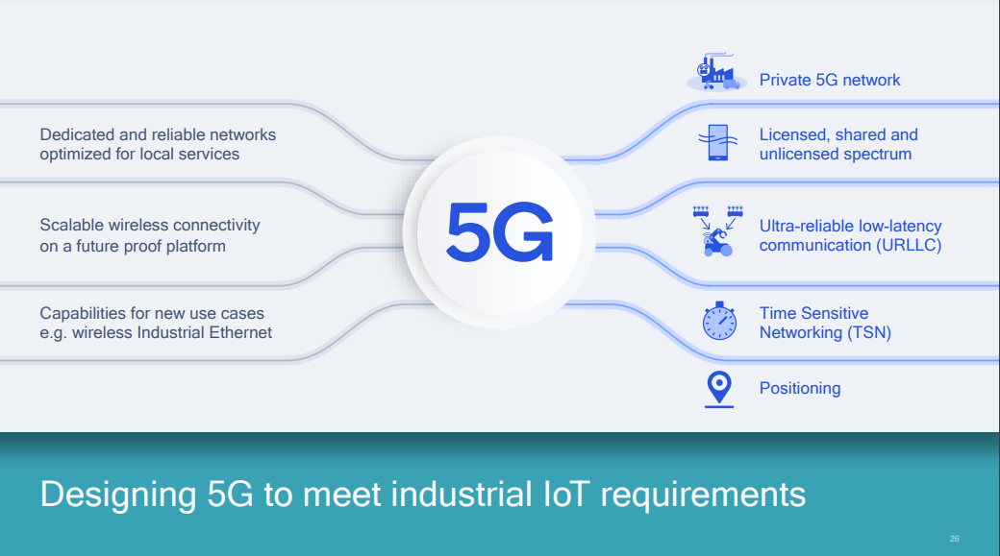 Dedicated and reliable networks
optimized for local services
Scalable wireless connectivity
on a future proof platform
Capabilities for new use cases
e.g. wireless Industrial Ethernet
5G
Private 5G network
Licensed, shared and
unlicensed spectrum
Ultra-reliable low-latency
communication (URLLC)
Time Sensitive
Networking (TSN)
Positioning
Designing 5G to meet industrial IoT requirements
26